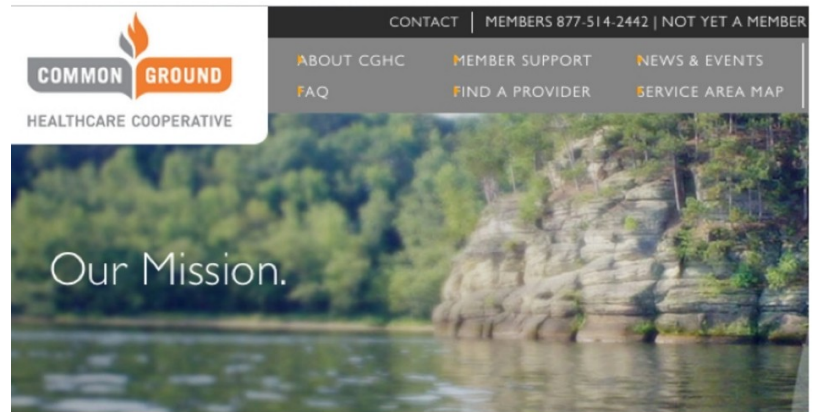 CONTACT | MEMBERS 877-514-2442 | NOT YET A MEMBER
COMMON GROUND
HEALTHCARE COOPERATIVE
ABOUT CGHC MEMBER SUPPORT NEWS & EVENTS
FAQ FIND A PROVIDER SERVICE AREA MAP
Our Mission.